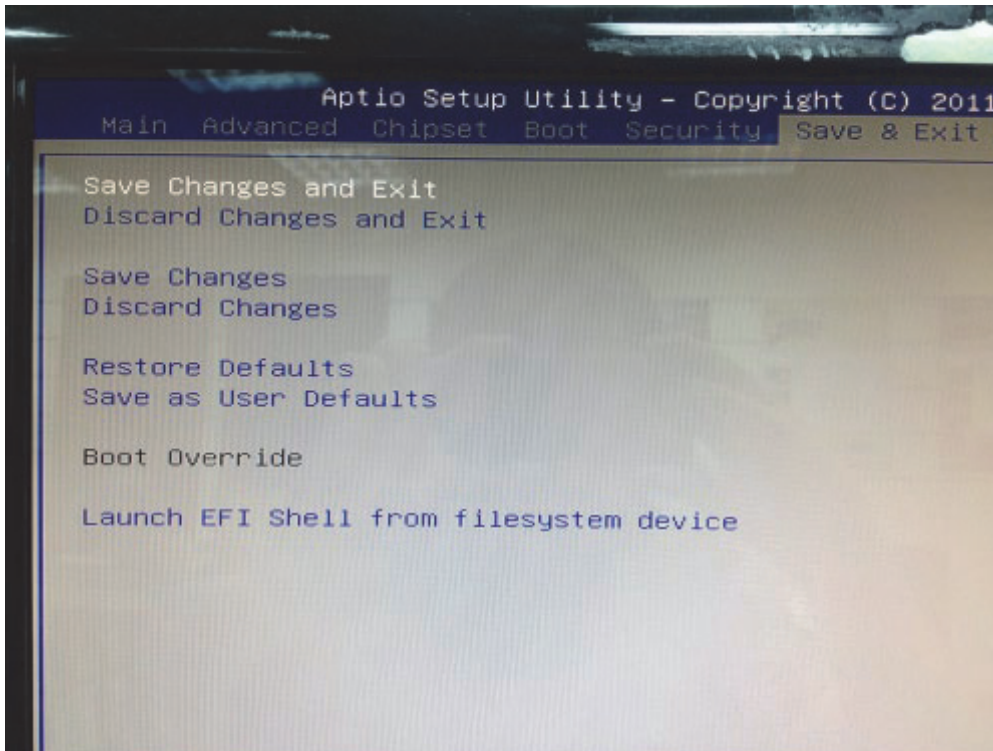 Aptio Setup Utility – Copyright (C) 2011
Main Advanced Chipset Boot Security Save & Exit
Save Changes and Exit
Discard Changes and Exit
Save Changes
Discard Changes
Restore Defaults
Save as User Defaults
Boot Override
Launch EFI Shell from filesystem device